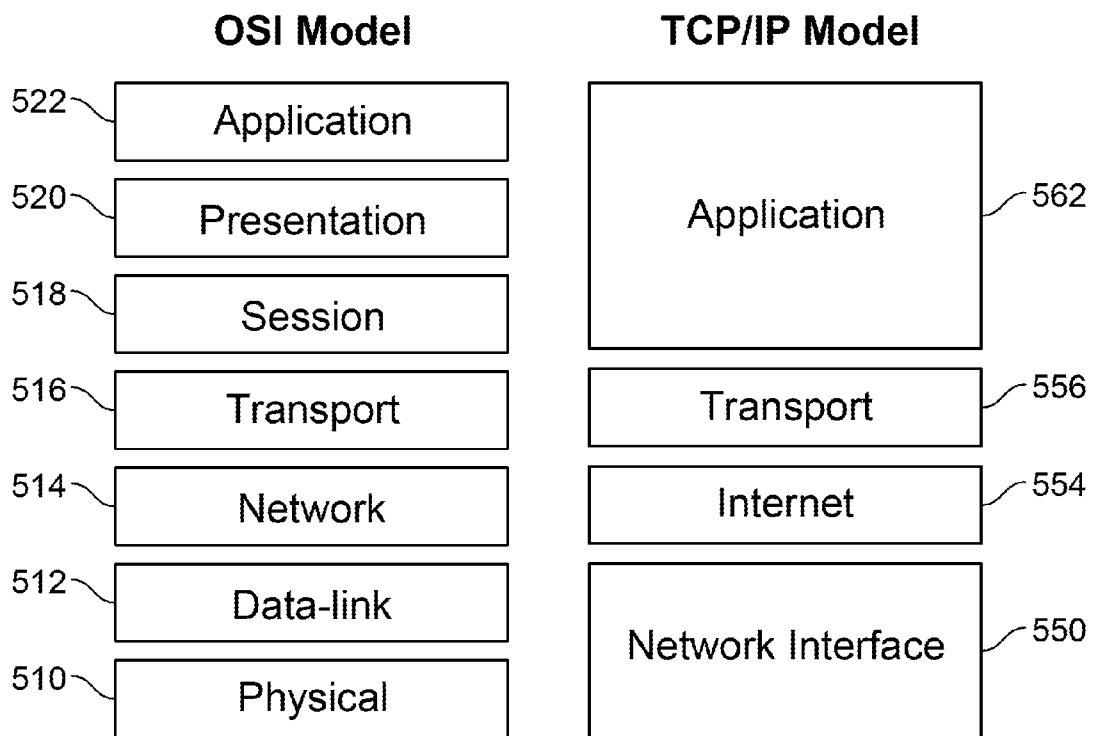 OSI Model
TCP/IP Model
522
Application
Application
562
520
Presentation
518
Session
516
Transport
Transport
556
514
Network
Internet
554
512
Data-link
Network Interface
550
510
Physical